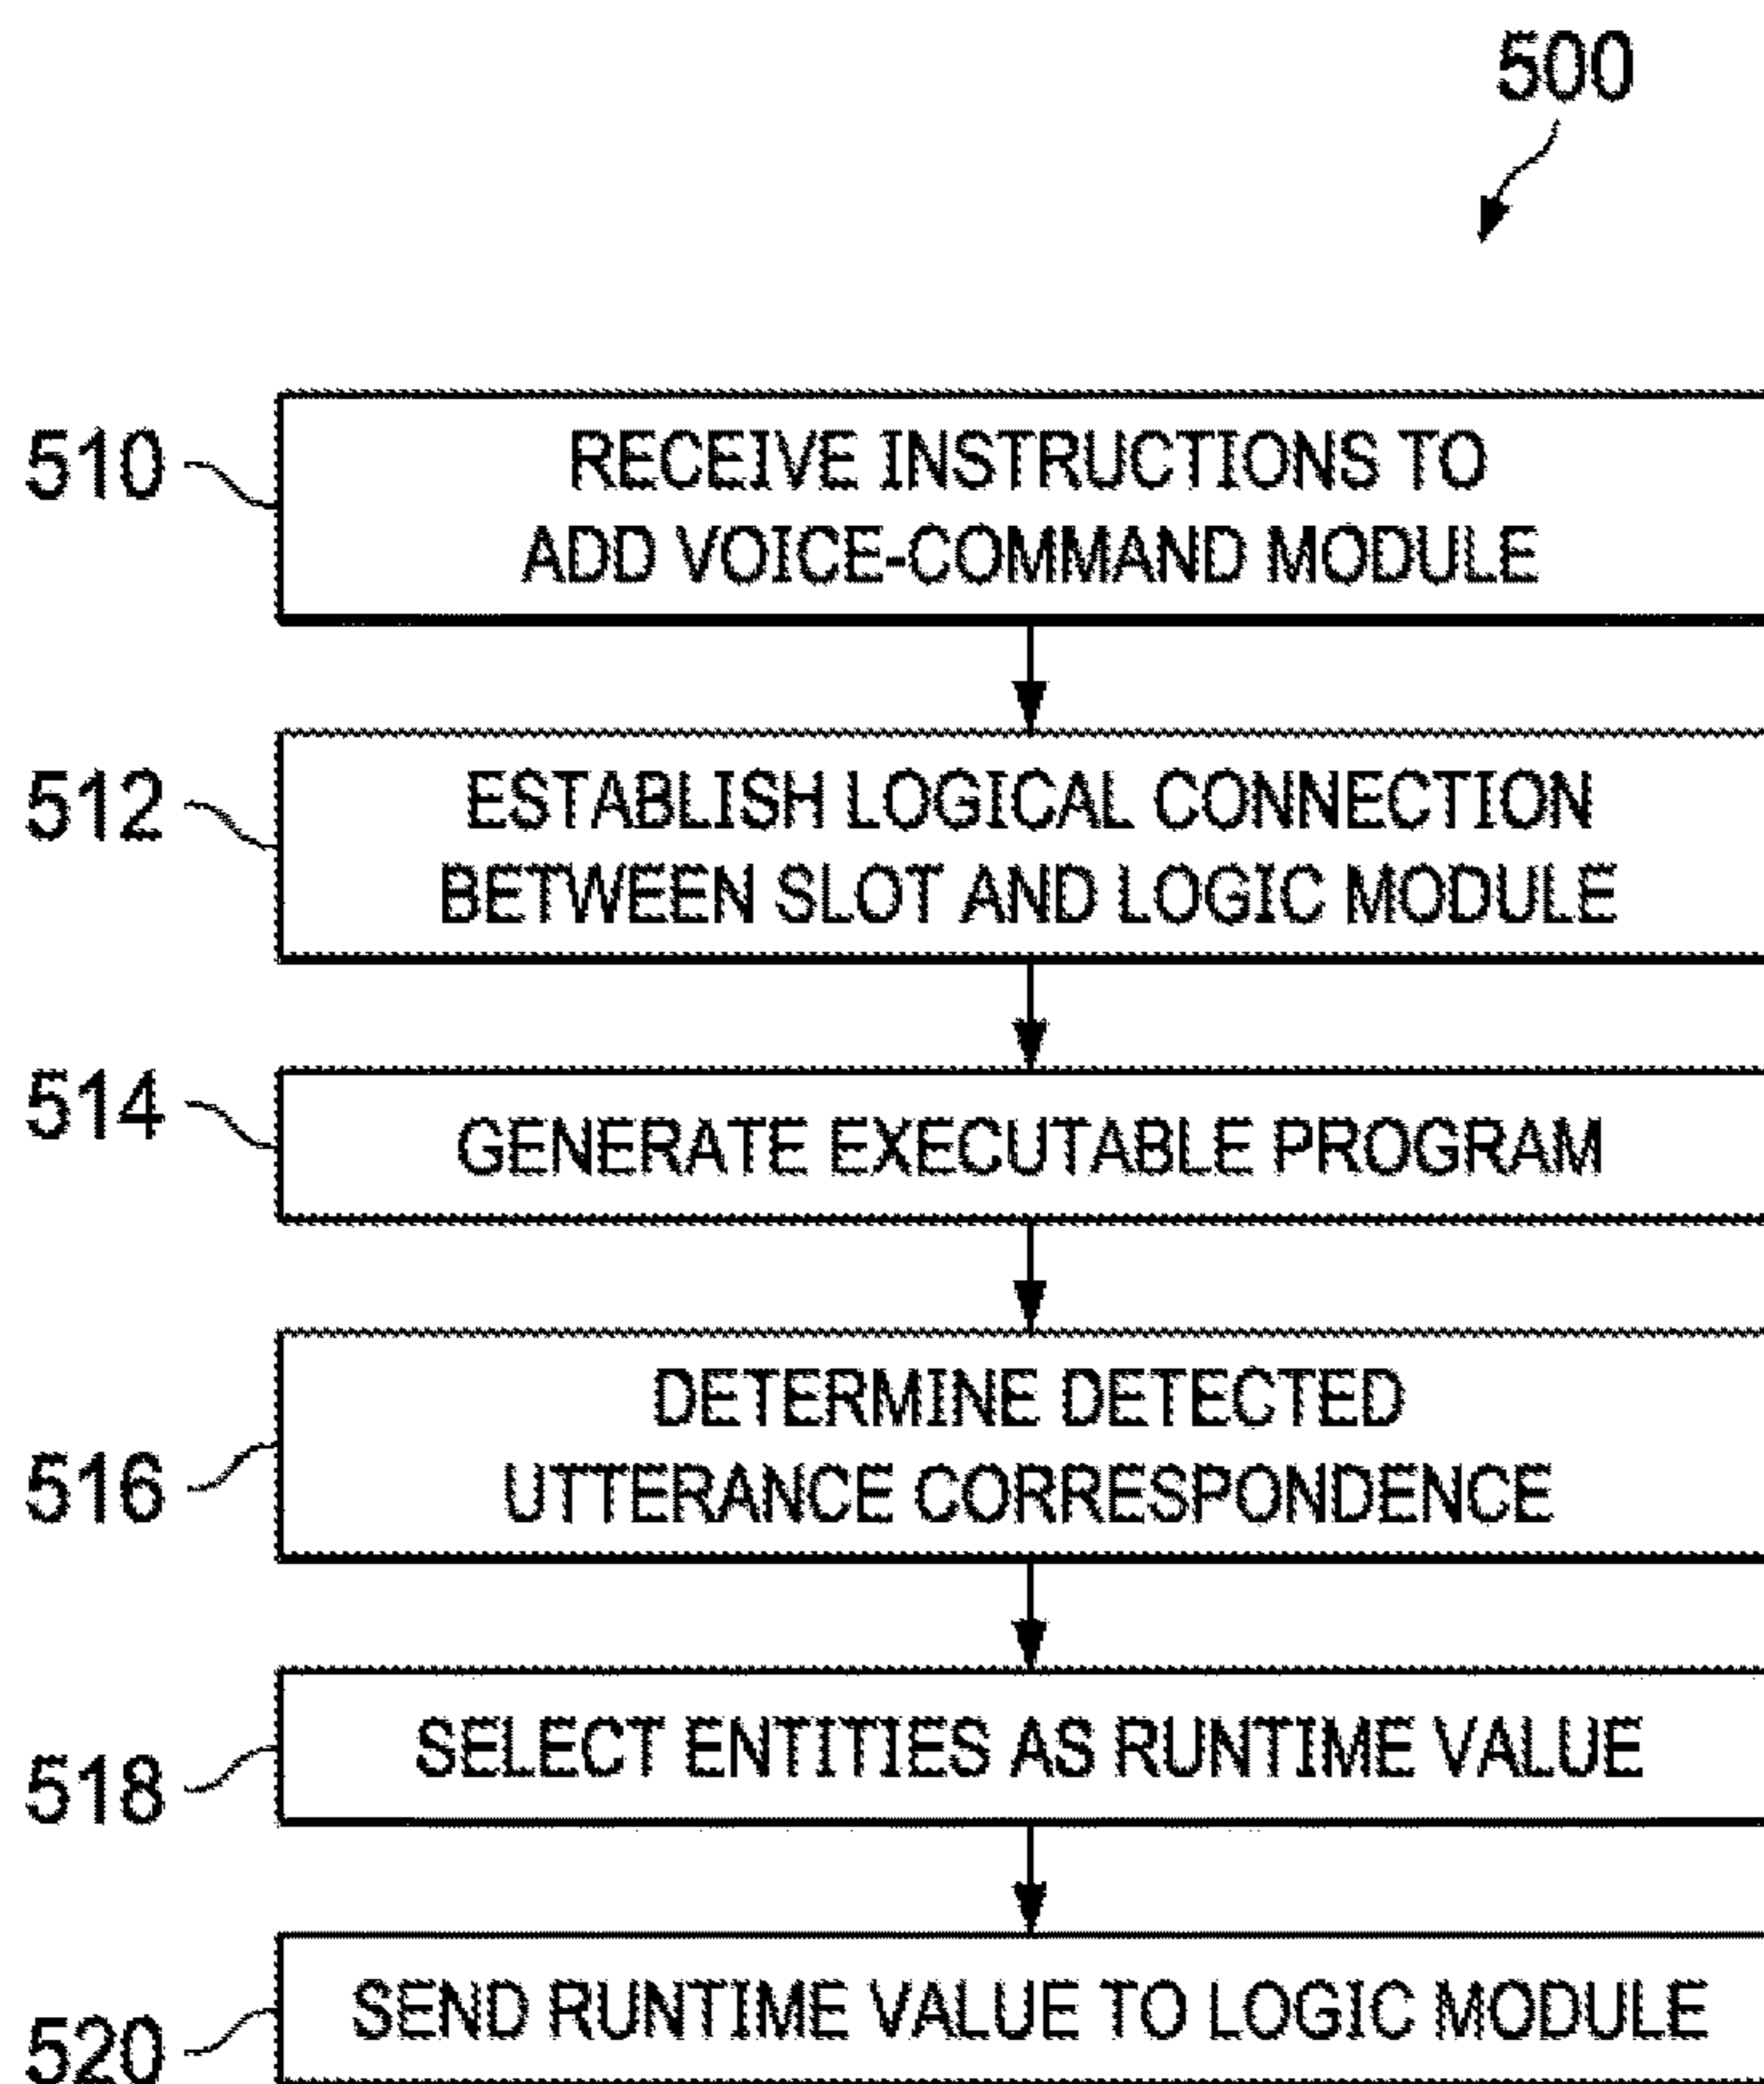 500
510
RECEIVE INSTRUCTIONS TO
ADD VOICE-COMMAND MODULE
512
ESTABLISH LOGICAL CONNECTION
BETWEEN SLOT AND LOGIC MODULE
514
GENERATE EXECUTABLE PROGRAM
516
DETERMINE DETECTED
UTTERANCE CORRESPONDENCE
518
SELECT ENTITIES AS RUNTIME VALUE
520
SEND RUNTIME VALUE TO LOGIC MODULE